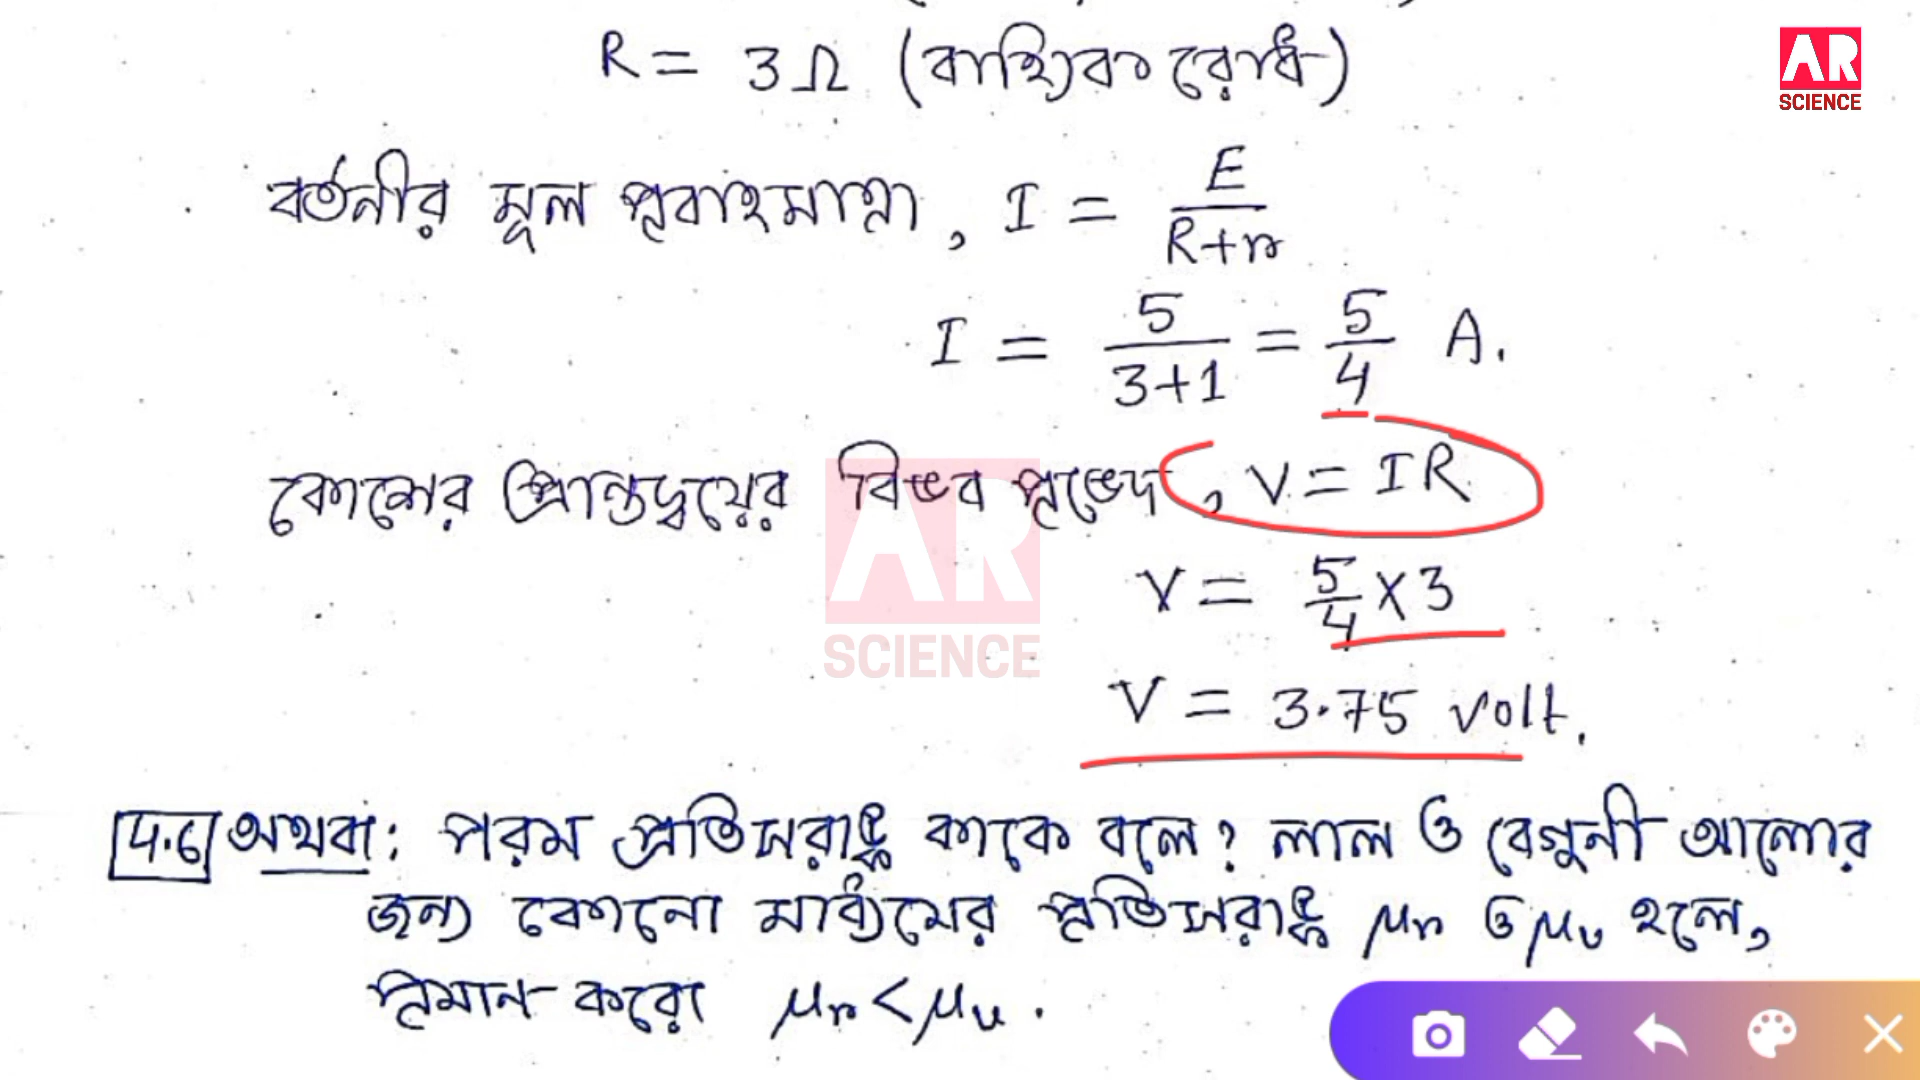 R = 3Ω (বাহ্যিক রোধ)
AR
SCIENCE
বর্তনীর মূল প্রবাহমাত্রা, I = E / R+r
I = 5 / 3+1 = 5 / 4 A.
কোশের প্রান্তদ্বয়ের বিভব প্রভেদ, V = IR
V = 5/4 × 3
AR
SCIENCE
V = 3.75 volt.
৭.৫ অথবা: পরম প্রতিসরাঙ্ক কাকে বলে? লাল ও বেগুনী আলোর
জন্য কোনো মাধ্যমের প্রতিসরাঙ্ক μr ও μv হলে,
প্রমান করো μr < μv.